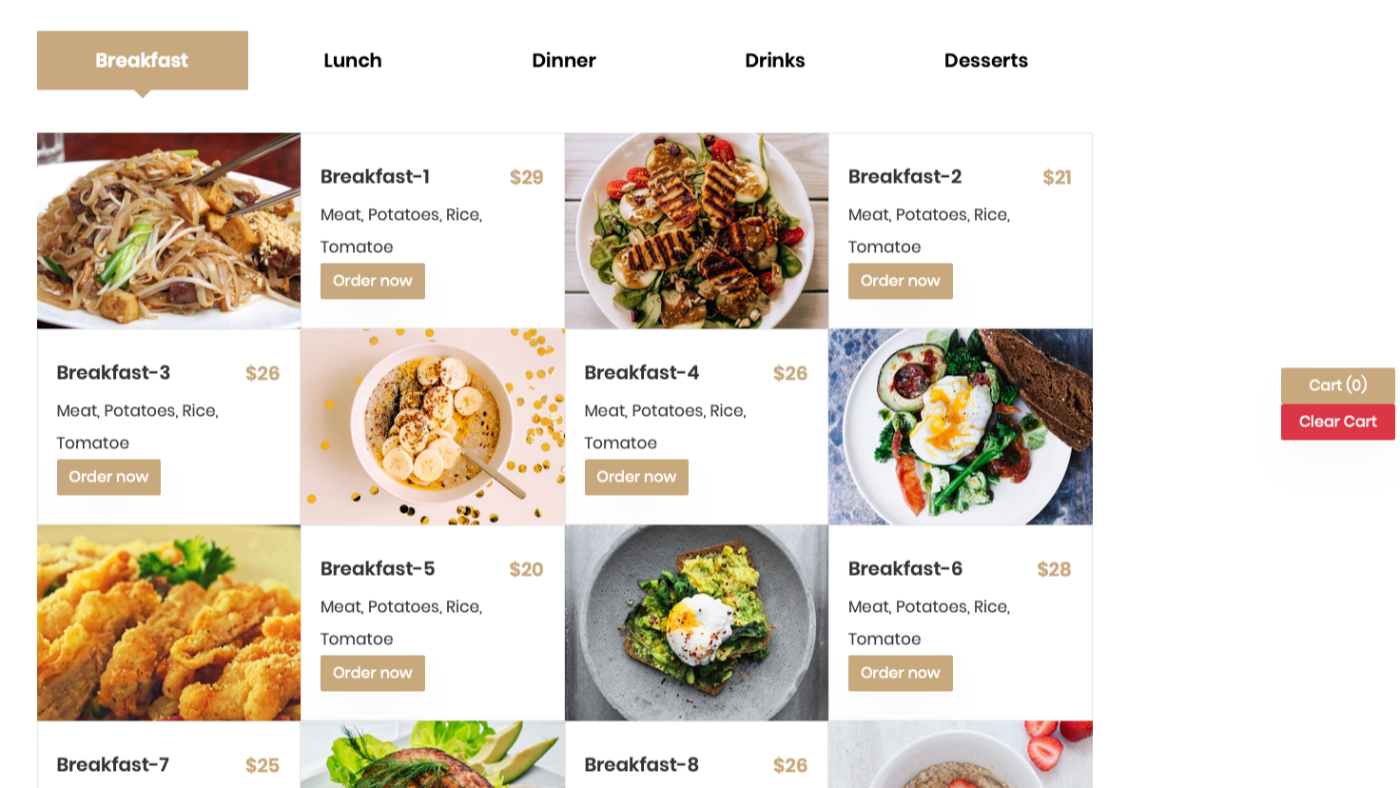 Breakfast
Lunch
Dinner
Drinks
Desserts
Breakfast-1
$29
Meat, Potatoes, Rice,
Tomatoe
Order now
Breakfast-2
$21
Meat, Potatoes, Rice,
Tomatoe
Order now
Breakfast-3
$26
Meat, Potatoes, Rice,
Tomatoe
Order now
Breakfast-4
$26
Meat, Potatoes, Rice,
Tomatoe
Order now
Cart (0)
Clear Cart
Breakfast-5
$20
Meat, Potatoes, Rice,
Tomatoe
Order now
Breakfast-6
$28
Meat, Potatoes, Rice,
Tomatoe
Order now
Breakfast-7
$25
Breakfast-8
$26